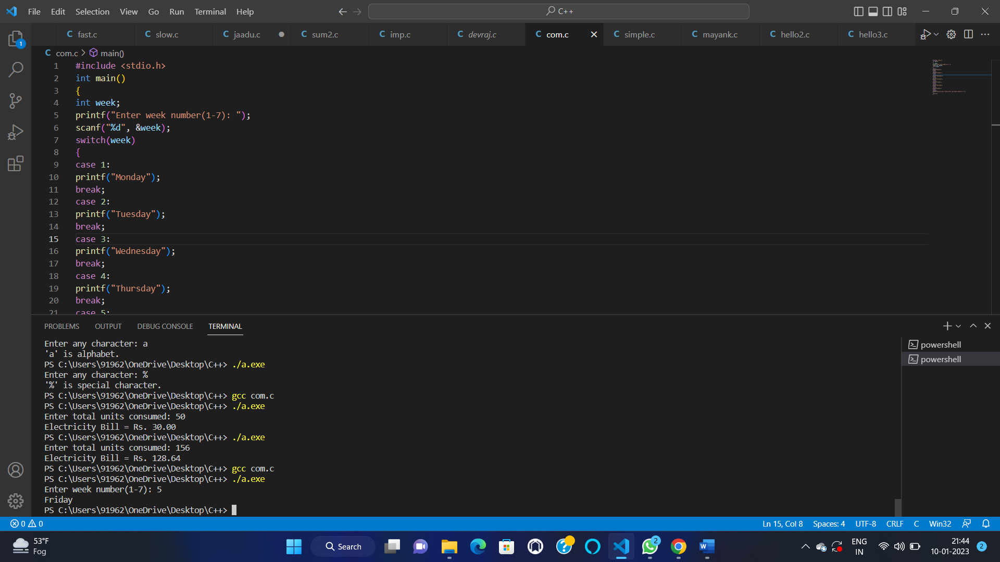 File Edit Selection View Go Run Terminal Help
C++
C fast.c
C slow.c
C jaadu.c
C sum2.c
C imp.c
C devraj.c
C com.c
C simple.c
C mayank.c
C hello2.c
C hello3.c
1
C com.c > main()
1 #include <stdio.h>
2 int main()
3 {
4 int week;
5 printf("Enter week number(1-7): ");
6 scanf("%d", &week);
7 switch(week)
8 {
9 case 1:
10 printf("Monday");
11 break;
12 case 2:
13 printf("Tuesday");
14 break;
15 case 3:
16 printf("Wednesday");
17 break;
18 case 4:
19 printf("Thursday");
20 break;
21 case 5:
PROBLEMS OUTPUT DEBUG CONSOLE TERMINAL
powershell
powershell
Enter any character: a
'a' is alphabet.
PS C:\Users\91962\OneDrive\Desktop\C++> ./a.exe
Enter any character: %
'%' is special character.
PS C:\Users\91962\OneDrive\Desktop\C++> gcc com.c
PS C:\Users\91962\OneDrive\Desktop\C++> ./a.exe
Enter total units consumed: 50
Electricity Bill = Rs. 30.00
PS C:\Users\91962\OneDrive\Desktop\C++> ./a.exe
Enter total units consumed: 156
Electricity Bill = Rs. 128.64
PS C:\Users\91962\OneDrive\Desktop\C++> gcc com.c
PS C:\Users\91962\OneDrive\Desktop\C++> ./a.exe
Enter week number(1-7): 5
Friday
PS C:\Users\91962\OneDrive\Desktop\C++>
0 0
Ln 15, Col 8 Spaces: 4 UTF-8 CRLF C Win32
53°F
Fog
Search
2
ENG
IN
21:44
10-01-2023
2